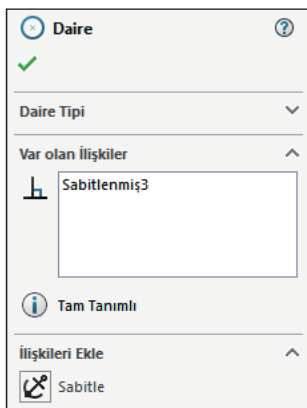 Daire
Daire Tipi
Var olan İlişkiler
Sabitlenmiş3
Tam Tanımlı
İlişkileri Ekle
Sabitle